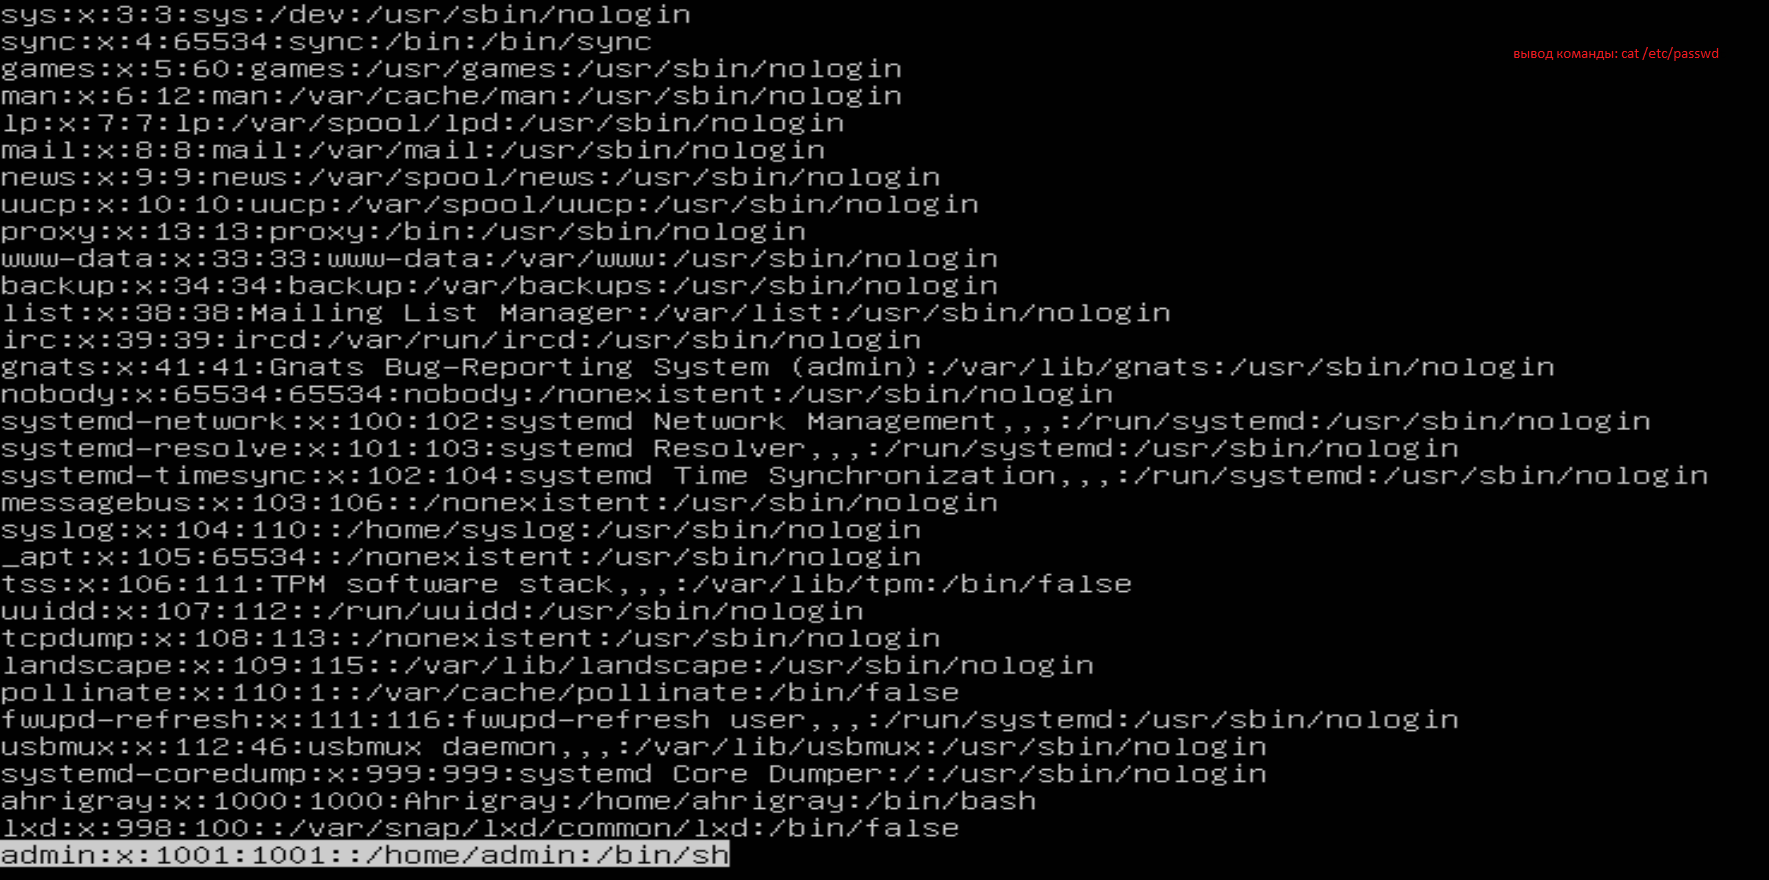 sys:x:3:3:sys:/dev:/usr/sbin/nologin
sync:x:4:65534:sync:/bin:/bin/sync
вывод команды: cat /etc/passwd
games:x:5:60:games:/usr/games:/usr/sbin/nologin
man:x:6:12:man:/var/cache/man:/usr/sbin/nologin
lp:x:7:7:lp:/var/spool/lpd:/usr/sbin/nologin
mail:x:8:8:mail:/var/mail:/usr/sbin/nologin
news:x:9:9:news:/var/spool/news:/usr/sbin/nologin
uucp:x:10:10:uucp:/var/spool/uucp:/usr/sbin/nologin
proxy:x:13:13:proxy:/bin:/usr/sbin/nologin
www-data:x:33:33:www-data:/var/www:/usr/sbin/nologin
backup:x:34:34:backup:/var/backups:/usr/sbin/nologin
list:x:38:38:Mailing List Manager:/var/list:/usr/sbin/nologin
irc:x:39:39:ircd:/var/run/ircd:/usr/sbin/nologin
gnats:x:41:41:Gnats Bug-Reporting System (admin):/var/lib/gnats:/usr/sbin/nologin
nobody:x:65534:65534:nobody:/nonexistent:/usr/sbin/nologin
systemd-network:x:100:102:systemd Network Management,,,:/run/systemd:/usr/sbin/nologin
systemd-resolve:x:101:103:systemd Resolver,,,:/run/systemd:/usr/sbin/nologin
systemd-timesync:x:102:104:systemd Time Synchronization,,,:/run/systemd:/usr/sbin/nologin
messagebus:x:103:106::/nonexistent:/usr/sbin/nologin
syslog:x:104:110::/home/syslog:/usr/sbin/nologin
_apt:x:105:65534::/nonexistent:/usr/sbin/nologin
tss:x:106:111:TPM software stack,,,:/var/lib/tpm:/bin/false
uuidd:x:107:112::/run/uuidd:/usr/sbin/nologin
tcpdump:x:108:113::/nonexistent:/usr/sbin/nologin
landscape:x:109:115::/var/lib/landscape:/usr/sbin/nologin
pollinate:x:110:1::/var/cache/pollinate:/bin/false
fwupd-refresh:x:111:116:fwupd-refresh user,,,:/run/systemd:/usr/sbin/nologin
usbmux:x:112:46:usbmux daemon,,,:/var/lib/usbmux:/usr/sbin/nologin
systemd-coredump:x:999:999:systemd Core Dumper:/:/usr/sbin/nologin
ahrigray:x:1000:1000:Ahrigray:/home/ahrigray:/bin/bash
lxd:x:998:100::/var/snap/lxd/common/lxd:/bin/false
admin:x:1001:1001::/home/admin:/bin/sh